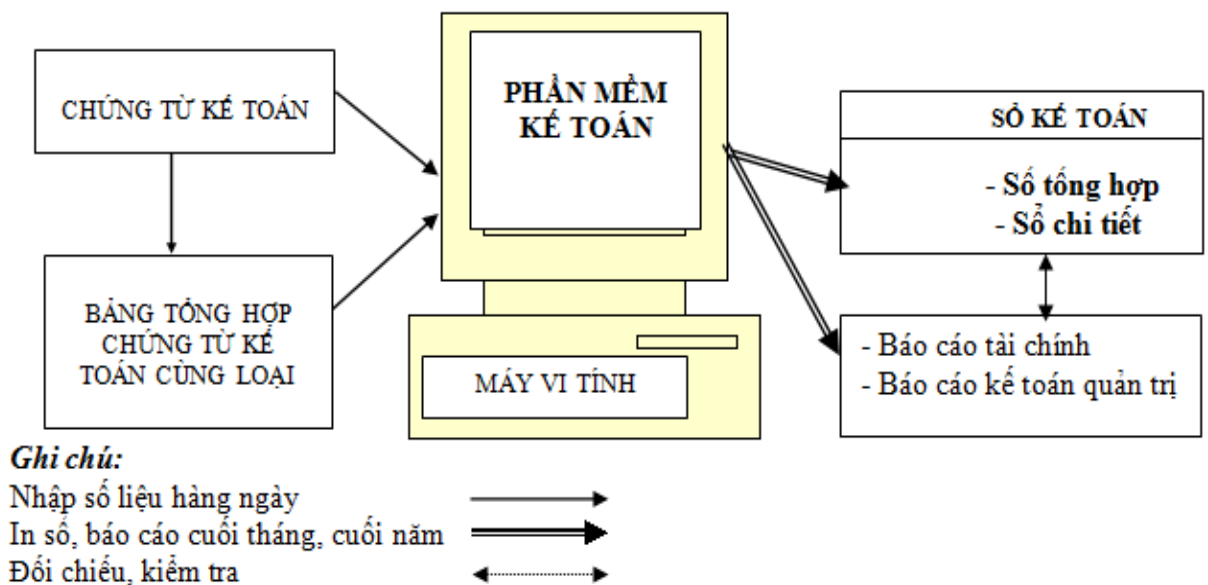 CHỨNG TỪ KẾ TOÁN
BẢNG TỔNG HỢP
CHỨNG TỪ KẾ
TOÁN CÙNG LOẠI
PHẦN MỀM
KẾ TOÁN
MÁY VI TÍNH
SỔ KẾ TOÁN
- Số tổng hợp
- Sổ chi tiết
- Báo cáo tài chính
- Báo cáo kế toán quản trị
Ghi chú:
Nhập số liệu hàng ngày
In số, báo cáo cuối tháng, cuối năm
Đối chiếu, kiểm tra